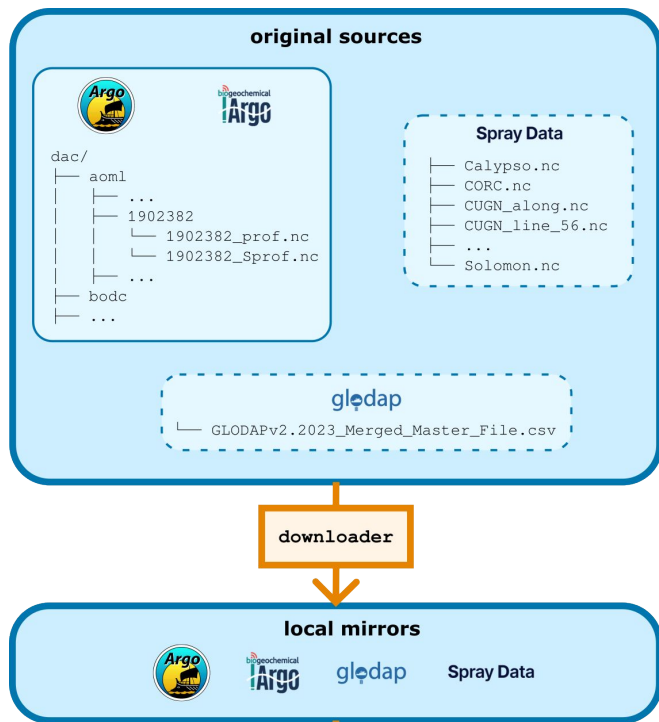 original sources
Argo
biogeochemical
Argo
dac/
├── aoml
│   ├── ...
│   ├── 1902382
│   │   └── 1902382_prof.nc
│   │   └── 1902382_Sprof.nc
│   ├── ...
├── bodc
├── ...
Spray Data
├── Calypso.nc
├── CORC.nc
├── CUGN_along.nc
├── CUGN_line_56.nc
├── ...
└── Solomon.nc
glodap
└── GLODAPv2.2023_Merged_Master_File.csv
downloader
local mirrors
Argo
biogeochemical
Argo
glodap
Spray Data